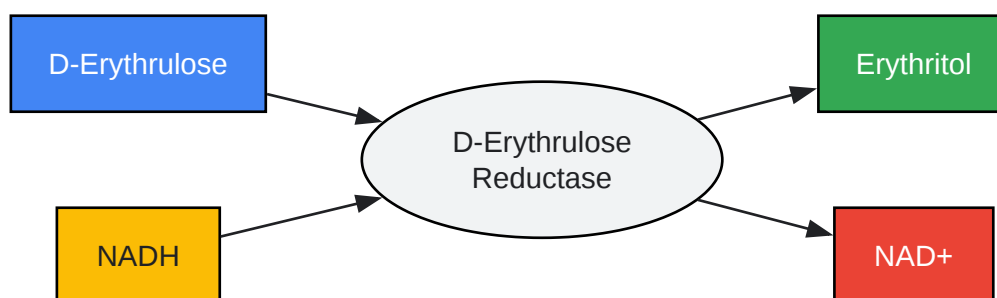 D-Erythrulose
Erythritol
D-Erythrulose
Reductase
NADH
NAD+